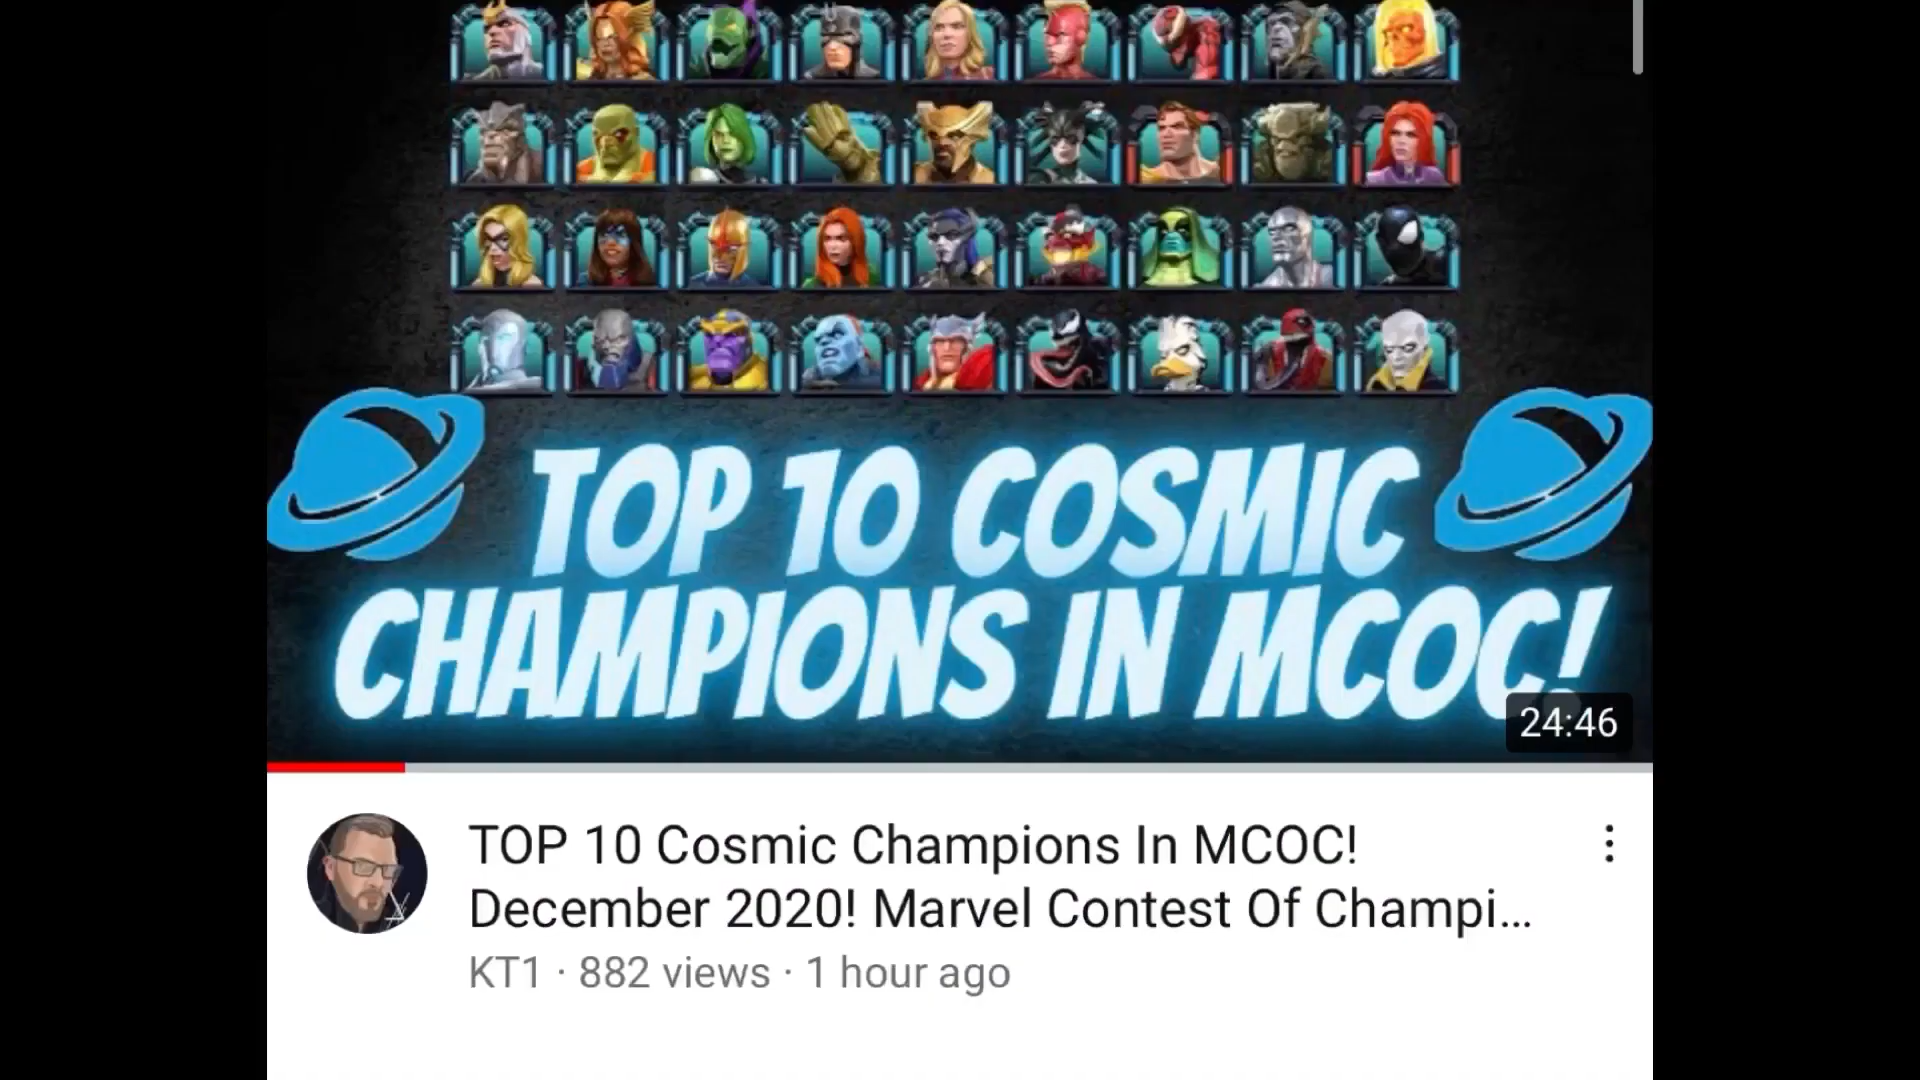 TOP 10 COSMIC
CHAMPIONS IN MCOC!
24:46
TOP 10 Cosmic Champions In MCOC!
December 2020! Marvel Contest Of Champi...
KT1 · 882 views · 1 hour ago